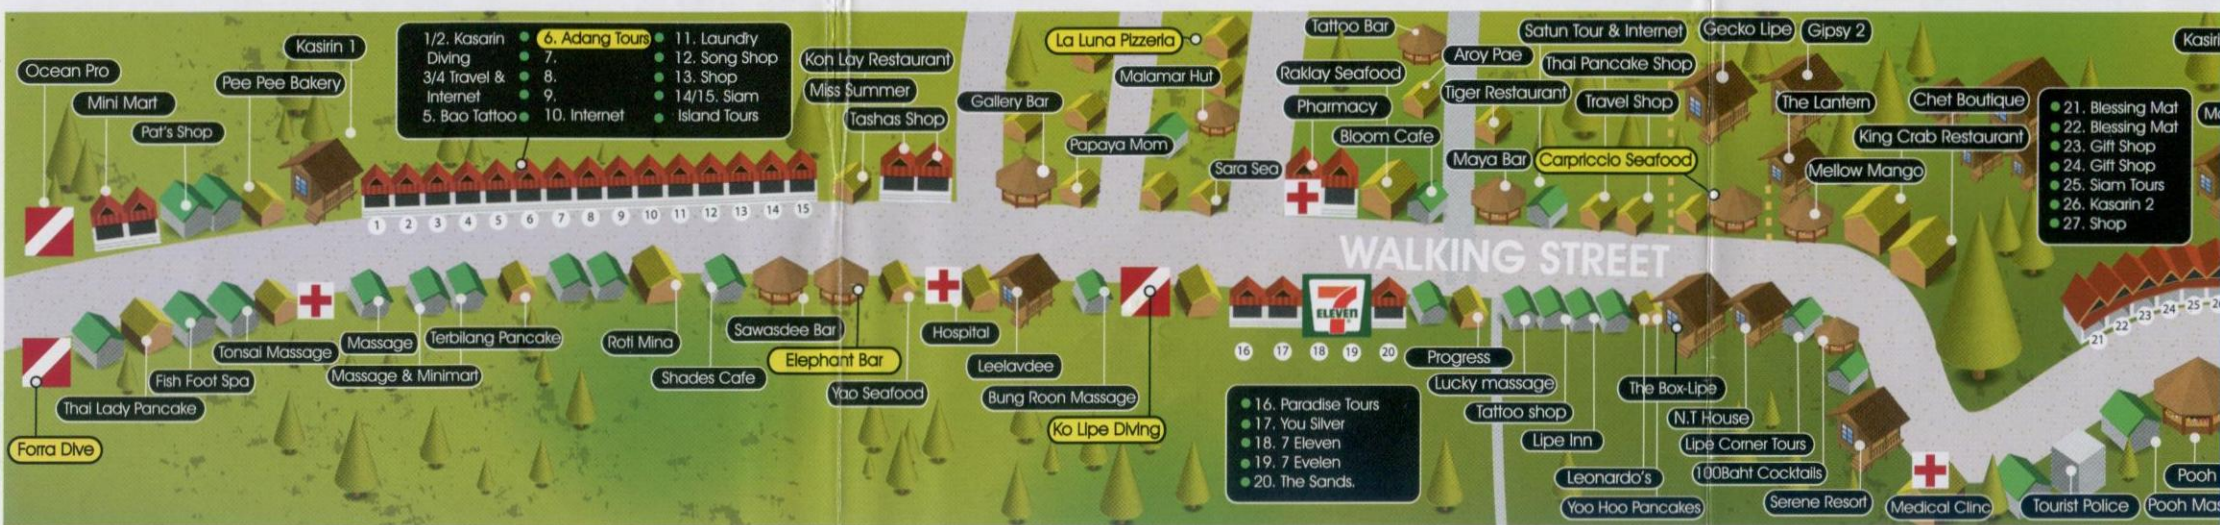 Ocean Pro
Mini Mart
Pat's Shop
Pee Pee Bakery
Kasirin 1
1/2. Kasarin
Diving
3/4 Travel &
Internet
5. Bao Tattoo
6. Adang Tours
7.
8.
9.
10. Internet
11. Laundry
12. Song Shop
13. Shop
14/15. Siam
Island Tours
Kon Lay Restaurant
Miss Summer
Tashas Shop
Gallery Bar
La Luna Pizzeria
Malamar Hut
Papaya Mom
Sara Sea
Tattoo Bar
Raklay Seafood
Pharmacy
Bloom Cafe
Aroy Pae
Tiger Restaurant
Maya Bar
Satun Tour & Internet
Thai Pancake Shop
Travel Shop
Carpriccio Seafood
Gecko Lipe
Gipsy 2
The Lantern
Mellow Mango
Chet Boutique
King Crab Restaurant
21. Blessing Mat
22. Blessing Mat
23. Gift Shop
24. Gift Shop
25. Siam Tours
26. Kasarin 2
27. Shop
Kasiri
1 2 3 4 5 6 7 8 9 10 11 12 13 14 15
WALKING STREET
21 22 23 24 25
Forra Dive
Thai Lady Pancake
Fish Foot Spa
Tonsai Massage
Massage
Massage & Minimart
Terbilang Pancake
Roti Mina
Shades Cafe
Sawasdee Bar
Elephant Bar
Yao Seafood
Hospital
Leelavdee
Bung Roon Massage
Ko Lipe Diving
7
ELEVEN
16 17 18 19 20
16. Paradise Tours
17. You Silver
18. 7 Eleven
19. 7 Evelen
20. The Sands.
Progress
Lucky massage
Tattoo shop
Lipe Inn
Leonardo's
Yoo Hoo Pancakes
The Box-Lipe
N.T House
Lipe Corner Tours
100Baht Cocktails
Serene Resort
Medical Clinc
Tourist Police
Pooh
Pooh Mas